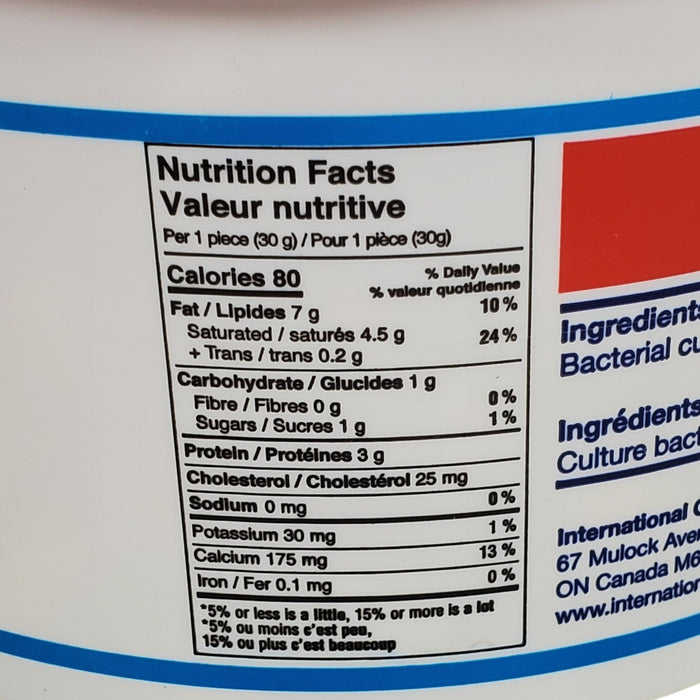 Nutrition Facts
Valeur nutritive
Per 1 piece (30 g) / Pour 1 pièce (30g)
Calories 80
% Daily Value
% valeur quotidienne
Fat / Lipides 7 g 10 %
Saturated / saturés 4.5 g 24 %
+ Trans / trans 0.2 g
Carbohydrate / Glucides 1 g
Fibre / Fibres 0 g 0 %
Sugars / Sucres 1 g 1 %
Protein / Protéines 3 g
Cholesterol / Cholestérol 25 mg
Sodium 0 mg 0 %
Potassium 30 mg 1 %
Calcium 175 mg 13 %
Iron / Fer 0.1 mg 0 %
*5% or less is a little, 15% or more is a lot
*5% ou moins c'est peu,
15% ou plus c'est beaucoup
Ingredients
Bacterial cu
Ingrédients
Culture bact
International
67 Mulock Ave
ON Canada M6
www.internation